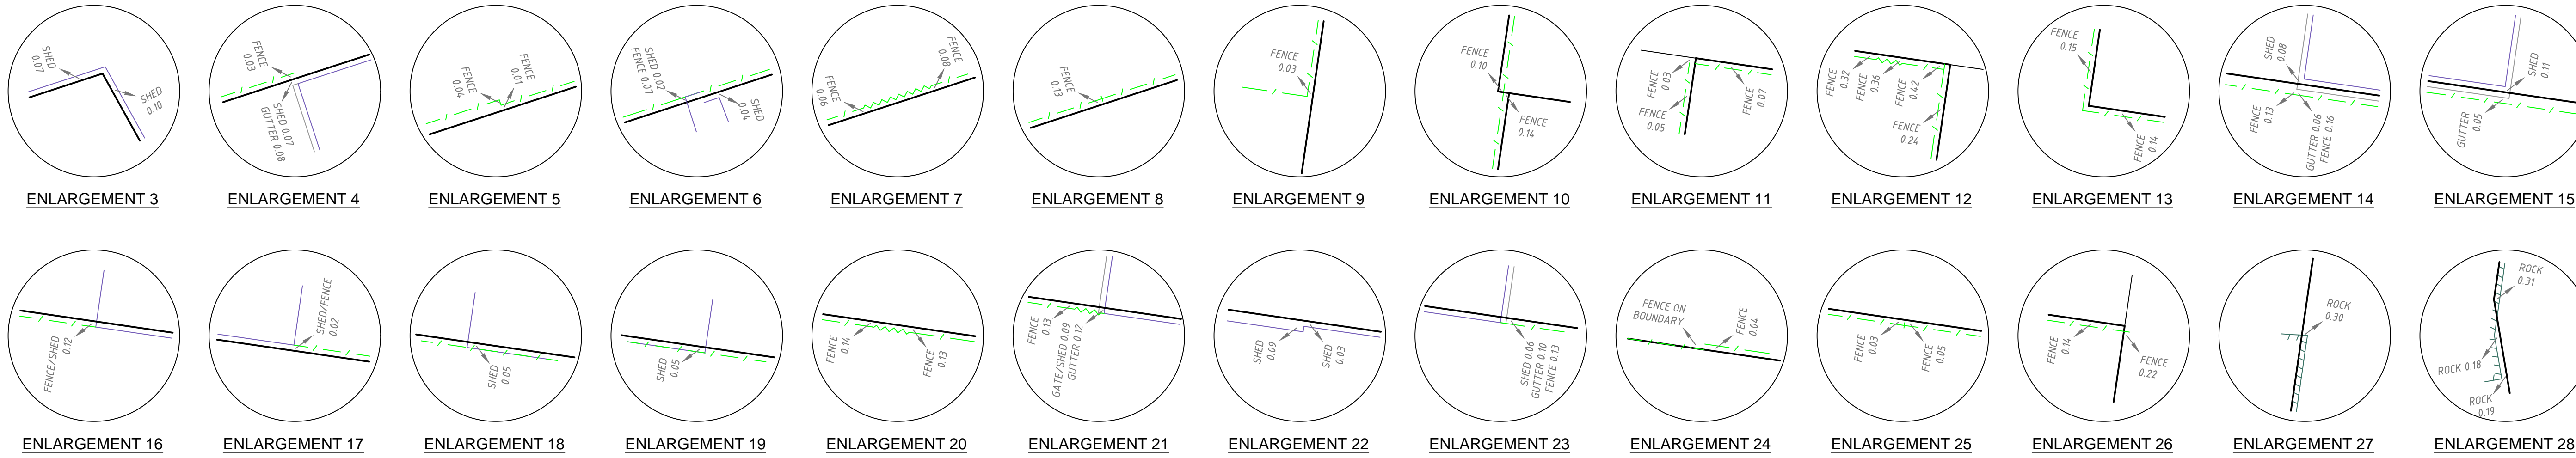 SHED
0.07
SHED
0.10
ENLARGEMENT 3
FENCE
0.03
SHED 0.07
GUTTER 0.08
ENLARGEMENT 4
FENCE
0.04
FENCE
0.01
ENLARGEMENT 5
SHED 0.02
FENCE 0.07
SHED
0.04
ENLARGEMENT 6
FENCE
0.06
FENCE
0.08
ENLARGEMENT 7
FENCE
0.13
ENLARGEMENT 8
FENCE
0.03
ENLARGEMENT 9
FENCE
0.10
FENCE
0.14
ENLARGEMENT 10
FENCE
0.03
FENCE
0.05
FENCE
0.07
ENLARGEMENT 11
FENCE
0.32
FENCE
0.36
FENCE
0.42
FENCE
0.24
ENLARGEMENT 12
FENCE
0.15
FENCE
0.14
ENLARGEMENT 13
SHED
0.08
FENCE
0.13
GUTTER 0.06
FENCE 0.16
ENLARGEMENT 14
SHED
0.11
GUTTER
0.05
ENLARGEMENT 15
FENCE/SHED
0.12
ENLARGEMENT 16
SHED/FENCE
0.02
ENLARGEMENT 17
SHED
0.05
ENLARGEMENT 18
SHED
0.05
ENLARGEMENT 19
FENCE
0.14
FENCE
0.13
ENLARGEMENT 20
FENCE
0.13
GATE/SHED 0.09
GUTTER 0.12
ENLARGEMENT 21
SHED
0.09
SHED
0.03
ENLARGEMENT 22
SHED 0.06
GUTTER 0.10
FENCE 0.13
ENLARGEMENT 23
FENCE ON
BOUNDARY
FENCE
0.04
ENLARGEMENT 24
FENCE
0.03
FENCE
0.05
ENLARGEMENT 25
FENCE
0.14
FENCE
0.22
ENLARGEMENT 26
ROCK
0.30
ENLARGEMENT 27
ROCK
0.31
ROCK 0.18
ROCK
0.19
ENLARGEMENT 28